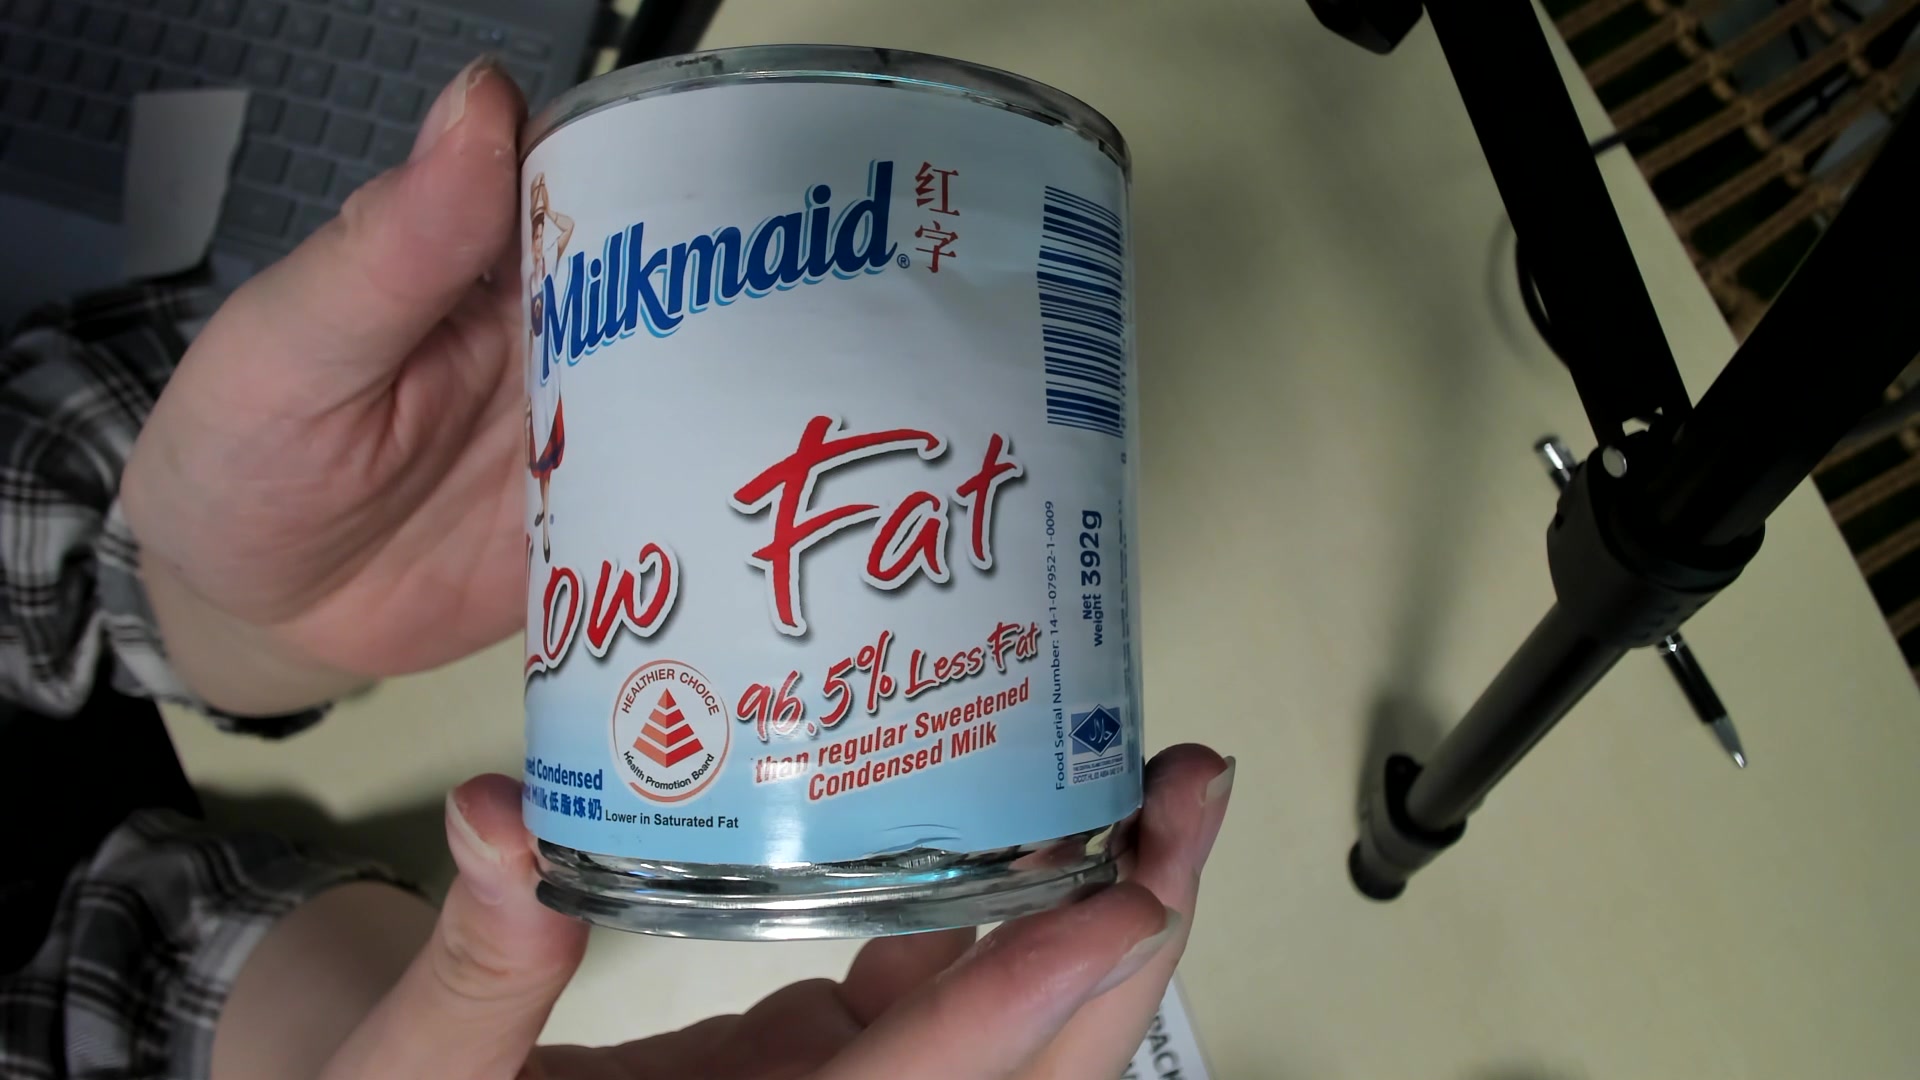 Milkmaid®
红字
Low Fat
96.5% Less Fat
than regular Sweetened
Condensed Milk
HEALTHIER CHOICE
Health Promotion Board
Lower in Saturated Fat
Condensed
Milk 低脂炼奶
Food Serial Number: 14-1-07952-1-0009
Net
weight 392g
حلال